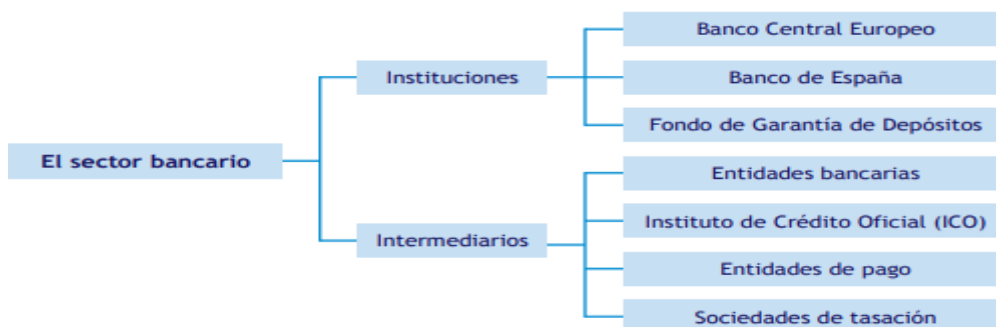 El sector bancario
Instituciones
Banco Central Europeo
Banco de España
Fondo de Garantía de Depósitos
Intermediarios
Entidades bancarias
Instituto de Crédito Oficial (ICO)
Entidades de pago
Sociedades de tasación